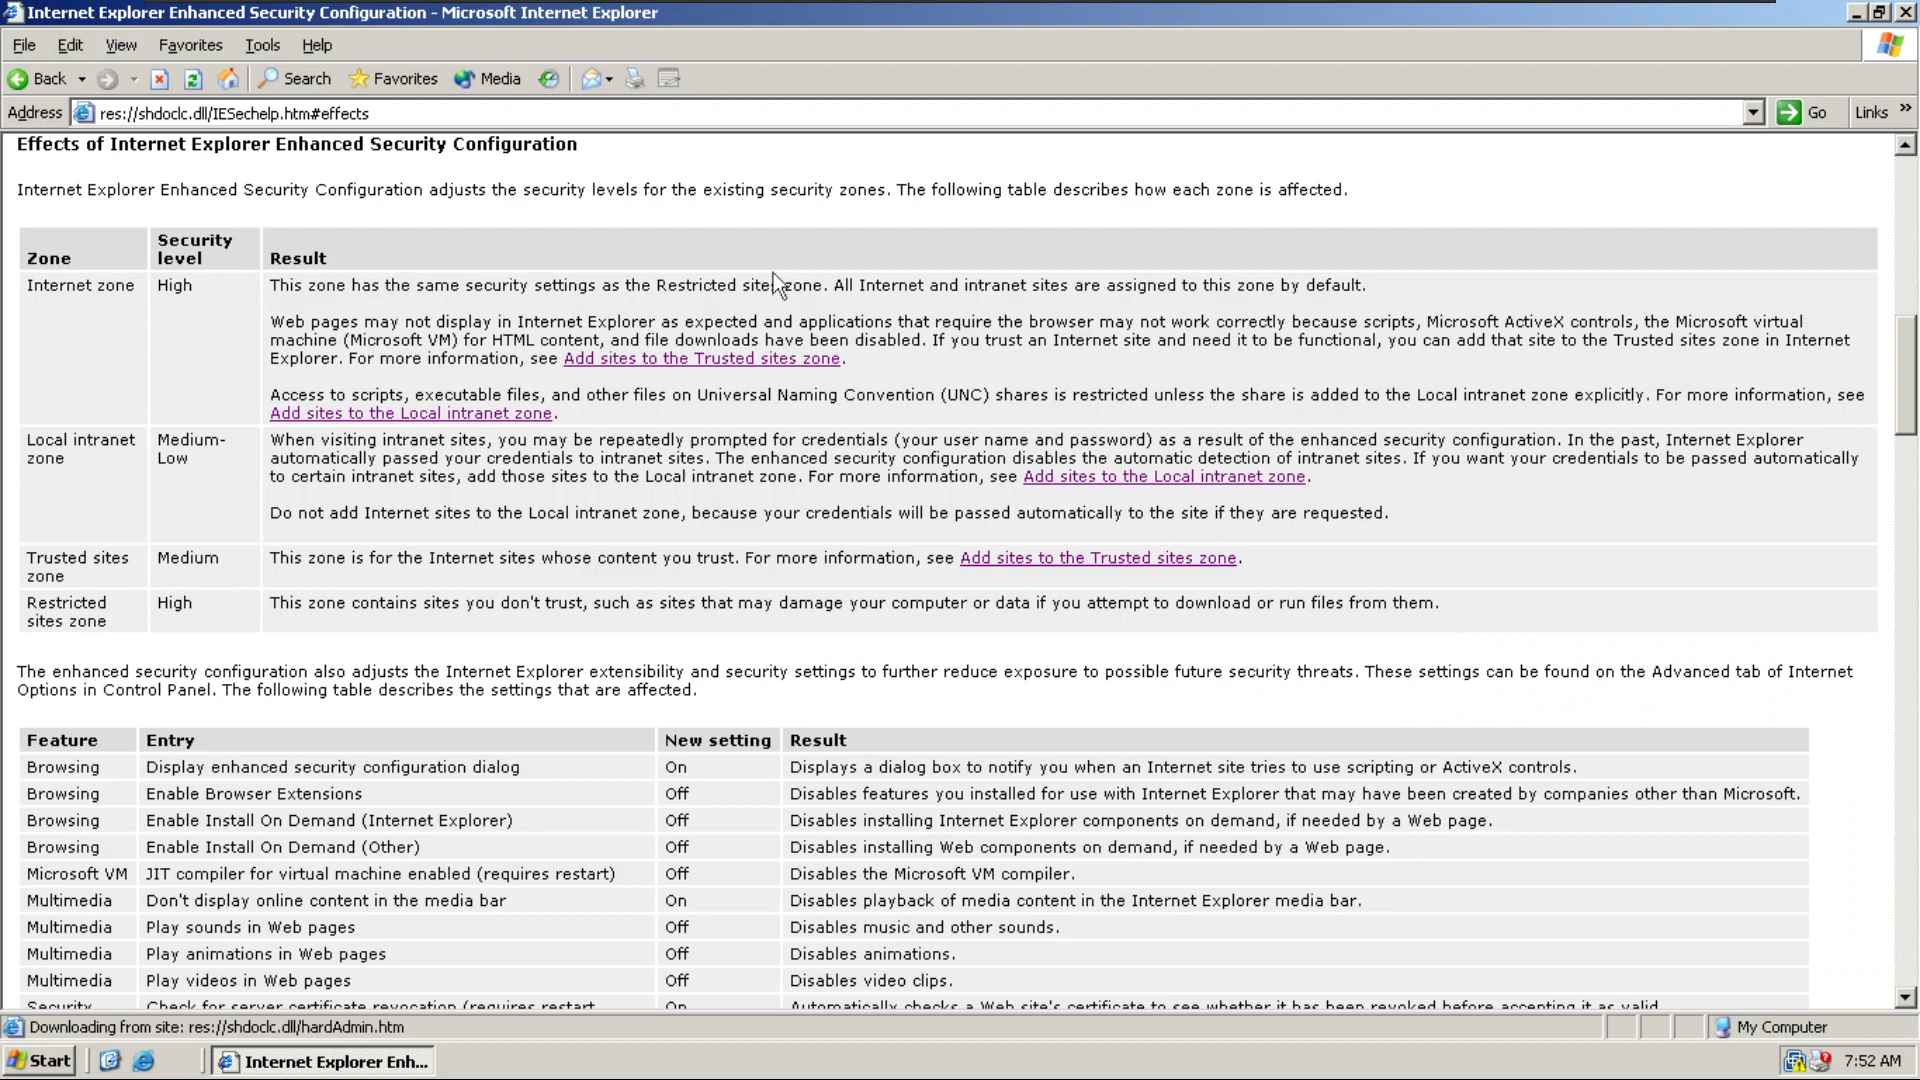 Internet Explorer Enhanced Security Configuration - Microsoft Internet Explorer
File Edit View Favorites Tools Help
Back Search Favorites Media
Address res://shdoclc.dll/IESechelp.htm#effects Go Links »
Effects of Internet Explorer Enhanced Security Configuration
Internet Explorer Enhanced Security Configuration adjusts the security levels for the existing security zones. The following table describes how each zone is affected.
Zone Security level Result
Internet zone High This zone has the same security settings as the Restricted sites zone. All Internet and intranet sites are assigned to this zone by default.
Web pages may not display in Internet Explorer as expected and applications that require the browser may not work correctly because scripts, Microsoft ActiveX controls, the Microsoft virtual
machine (Microsoft VM) for HTML content, and file downloads have been disabled. If you trust an Internet site and need it to be functional, you can add that site to the Trusted sites zone in Internet
Explorer. For more information, see Add sites to the Trusted sites zone.
Access to scripts, executable files, and other files on Universal Naming Convention (UNC) shares is restricted unless the share is added to the Local intranet zone explicitly. For more information, see
Add sites to the Local intranet zone.
Local intranet zone Medium-Low When visiting intranet sites, you may be repeatedly prompted for credentials (your user name and password) as a result of the enhanced security configuration. In the past, Internet Explorer
automatically passed your credentials to intranet sites. The enhanced security configuration disables the automatic detection of intranet sites. If you want your credentials to be passed automatically
to certain intranet sites, add those sites to the Local intranet zone. For more information, see Add sites to the Local intranet zone.
Do not add Internet sites to the Local intranet zone, because your credentials will be passed automatically to the site if they are requested.
Trusted sites zone Medium This zone is for the Internet sites whose content you trust. For more information, see Add sites to the Trusted sites zone.
Restricted sites zone High This zone contains sites you don't trust, such as sites that may damage your computer or data if you attempt to download or run files from them.
The enhanced security configuration also adjusts the Internet Explorer extensibility and security settings to further reduce exposure to possible future security threats. These settings can be found on the Advanced tab of Internet
Options in Control Panel. The following table describes the settings that are affected.
Feature Entry New setting Result
Browsing Display enhanced security configuration dialog On Displays a dialog box to notify you when an Internet site tries to use scripting or ActiveX controls.
Browsing Enable Browser Extensions Off Disables features you installed for use with Internet Explorer that may have been created by companies other than Microsoft.
Browsing Enable Install On Demand (Internet Explorer) Off Disables installing Internet Explorer components on demand, if needed by a Web page.
Browsing Enable Install On Demand (Other) Off Disables installing Web components on demand, if needed by a Web page.
Microsoft VM JIT compiler for virtual machine enabled (requires restart) Off Disables the Microsoft VM compiler.
Multimedia Don't display online content in the media bar On Disables playback of media content in the Internet Explorer media bar.
Multimedia Play sounds in Web pages Off Disables music and other sounds.
Multimedia Play animations in Web pages Off Disables animations.
Multimedia Play videos in Web pages Off Disables video clips.
Security Check for server certificate revocation (requires restart On Automatically checks a Web site's certificate to see whether it has been revoked before accepting it as valid.
Downloading from site: res://shdoclc.dll/hardAdmin.htm My Computer
Start Internet Explorer Enh... 7:52 AM